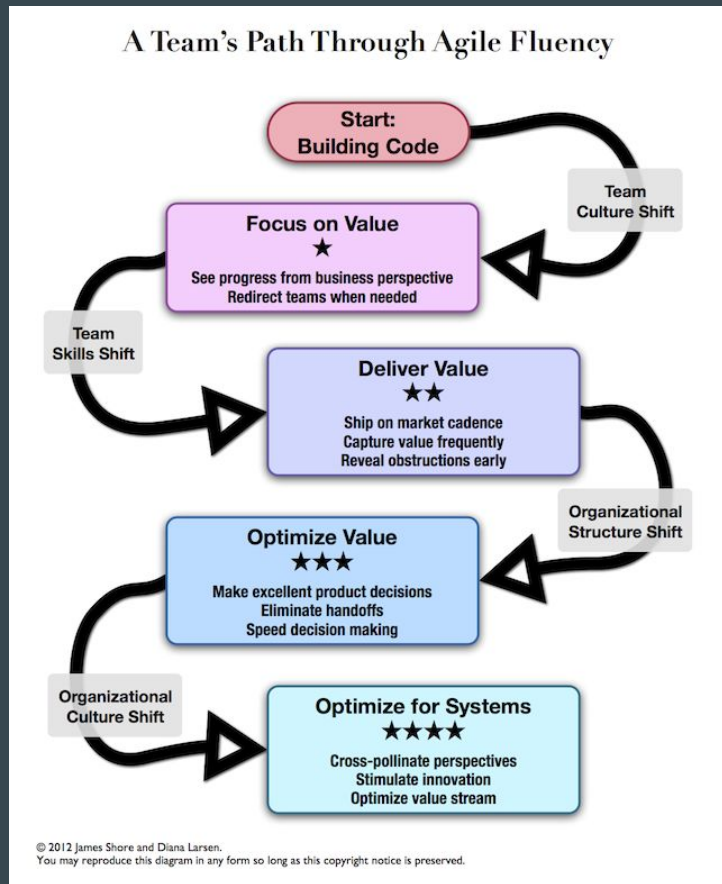 A Team's Path Through Agile Fluency
Start:
Building Code
Team
Culture Shift
Focus on Value
★
See progress from business perspective
Redirect teams when needed
Team
Skills Shift
Deliver Value
★★
Ship on market cadence
Capture value frequently
Reveal obstructions early
Organizational
Structure Shift
Optimize Value
★★★
Make excellent product decisions
Eliminate handoffs
Speed decision making
Organizational
Culture Shift
Optimize for Systems
★★★★
Cross-pollinate perspectives
Stimulate innovation
Optimize value stream
© 2012 James Shore and Diana Larsen.
You may reproduce this diagram in any form so long as this copyright notice is preserved.